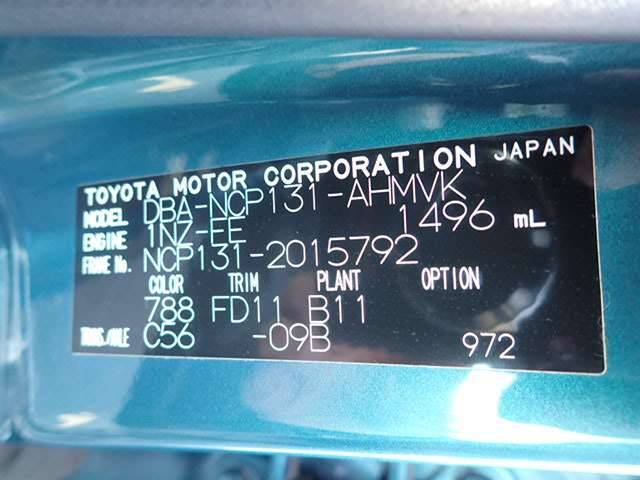 TOYOTA MOTOR CORPORATION JAPAN
MODEL DBA-NCP131-AHMVK
ENGINE 1NZ-FE 1496 mL
FRAME No. NCP131-2015792
COLOR TRIM PLANT OPTION
788 FD11 B11
TRANS./AXLE C56 -09B 972